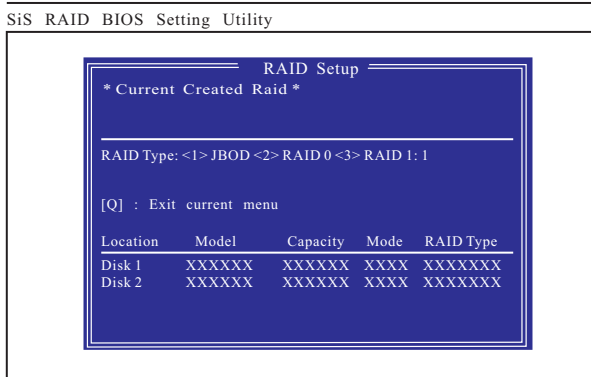 SiS RAID BIOS Setting Utility
RAID Setup
* Current Created Raid *
RAID Type: <1> JBOD <2> RAID 0 <3> RAID 1: 1
[Q] : Exit current menu
Location Model Capacity Mode RAID Type
Disk 1 XXXXXX XXXXXX XXXX XXXXXXX
Disk 2 XXXXXX XXXXXX XXXX XXXXXXX